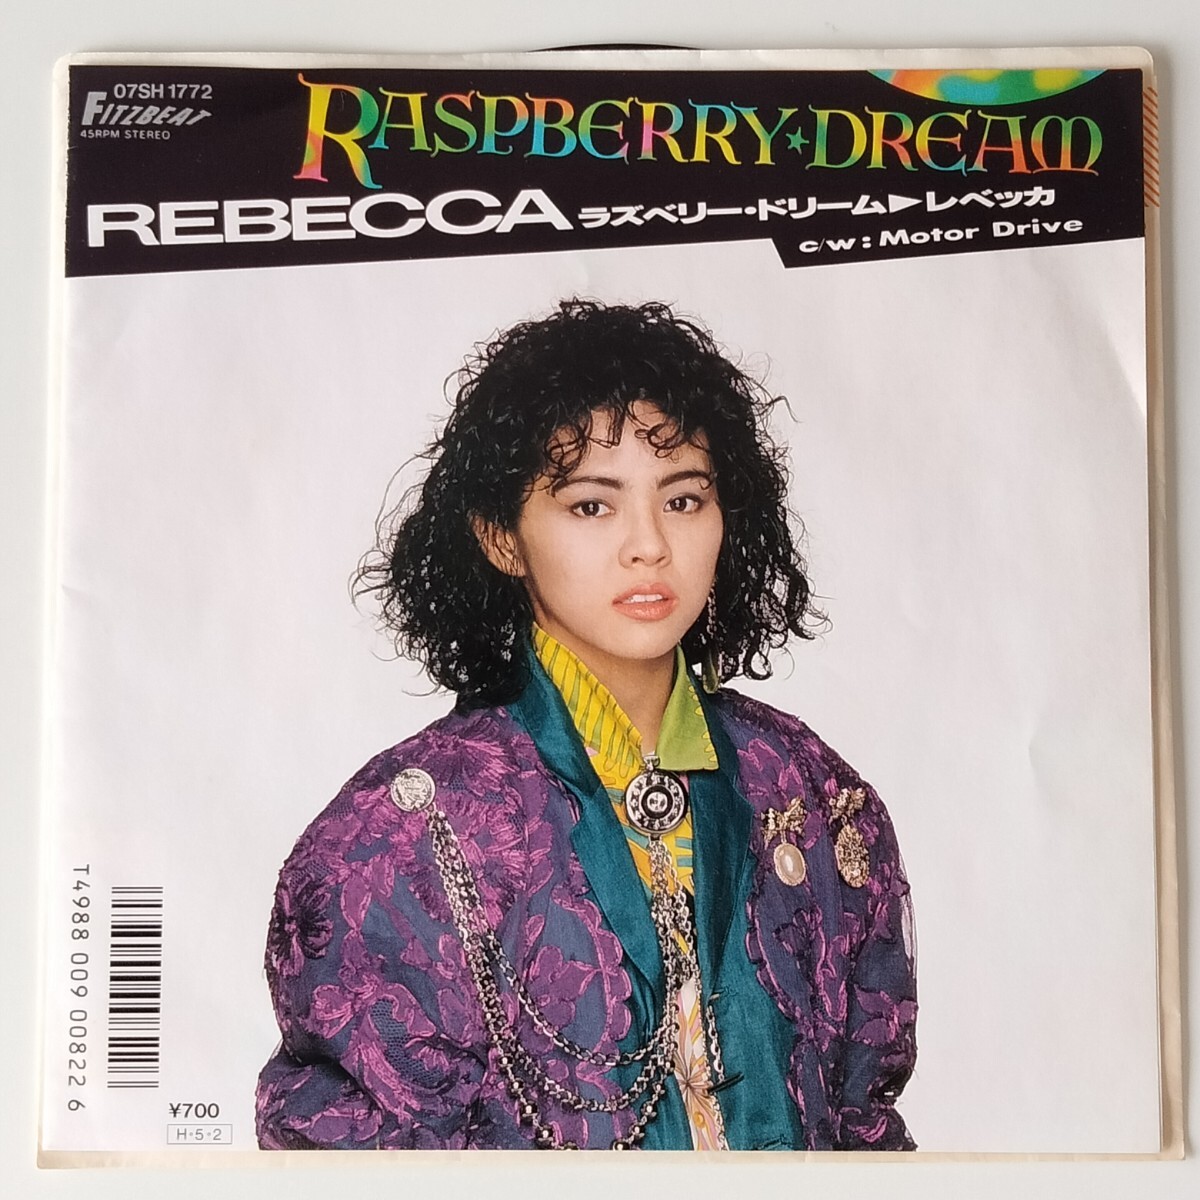 07SH 1772
FITZBEAT
45RPM STEREO
RASPBERRY★DREAM
REBECCA ラズベリー・ドリーム▶レベッカ
c/w : Motor Drive
T4988 009 00822 6
¥700
H・5・2